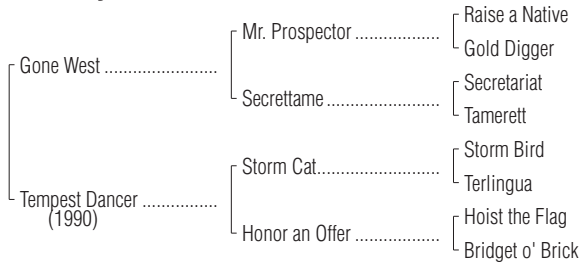 Raise a Native
Mr. Prospector ..................
Gold Digger
Gone West ........................
Secretariat
Secrettame ........................
Tamerett
Storm Bird
Storm Cat........................
Terlingua
Tempest Dancer ................
(1990)
Hoist the Flag
Honor an Offer ..................
Bridget o' Brick